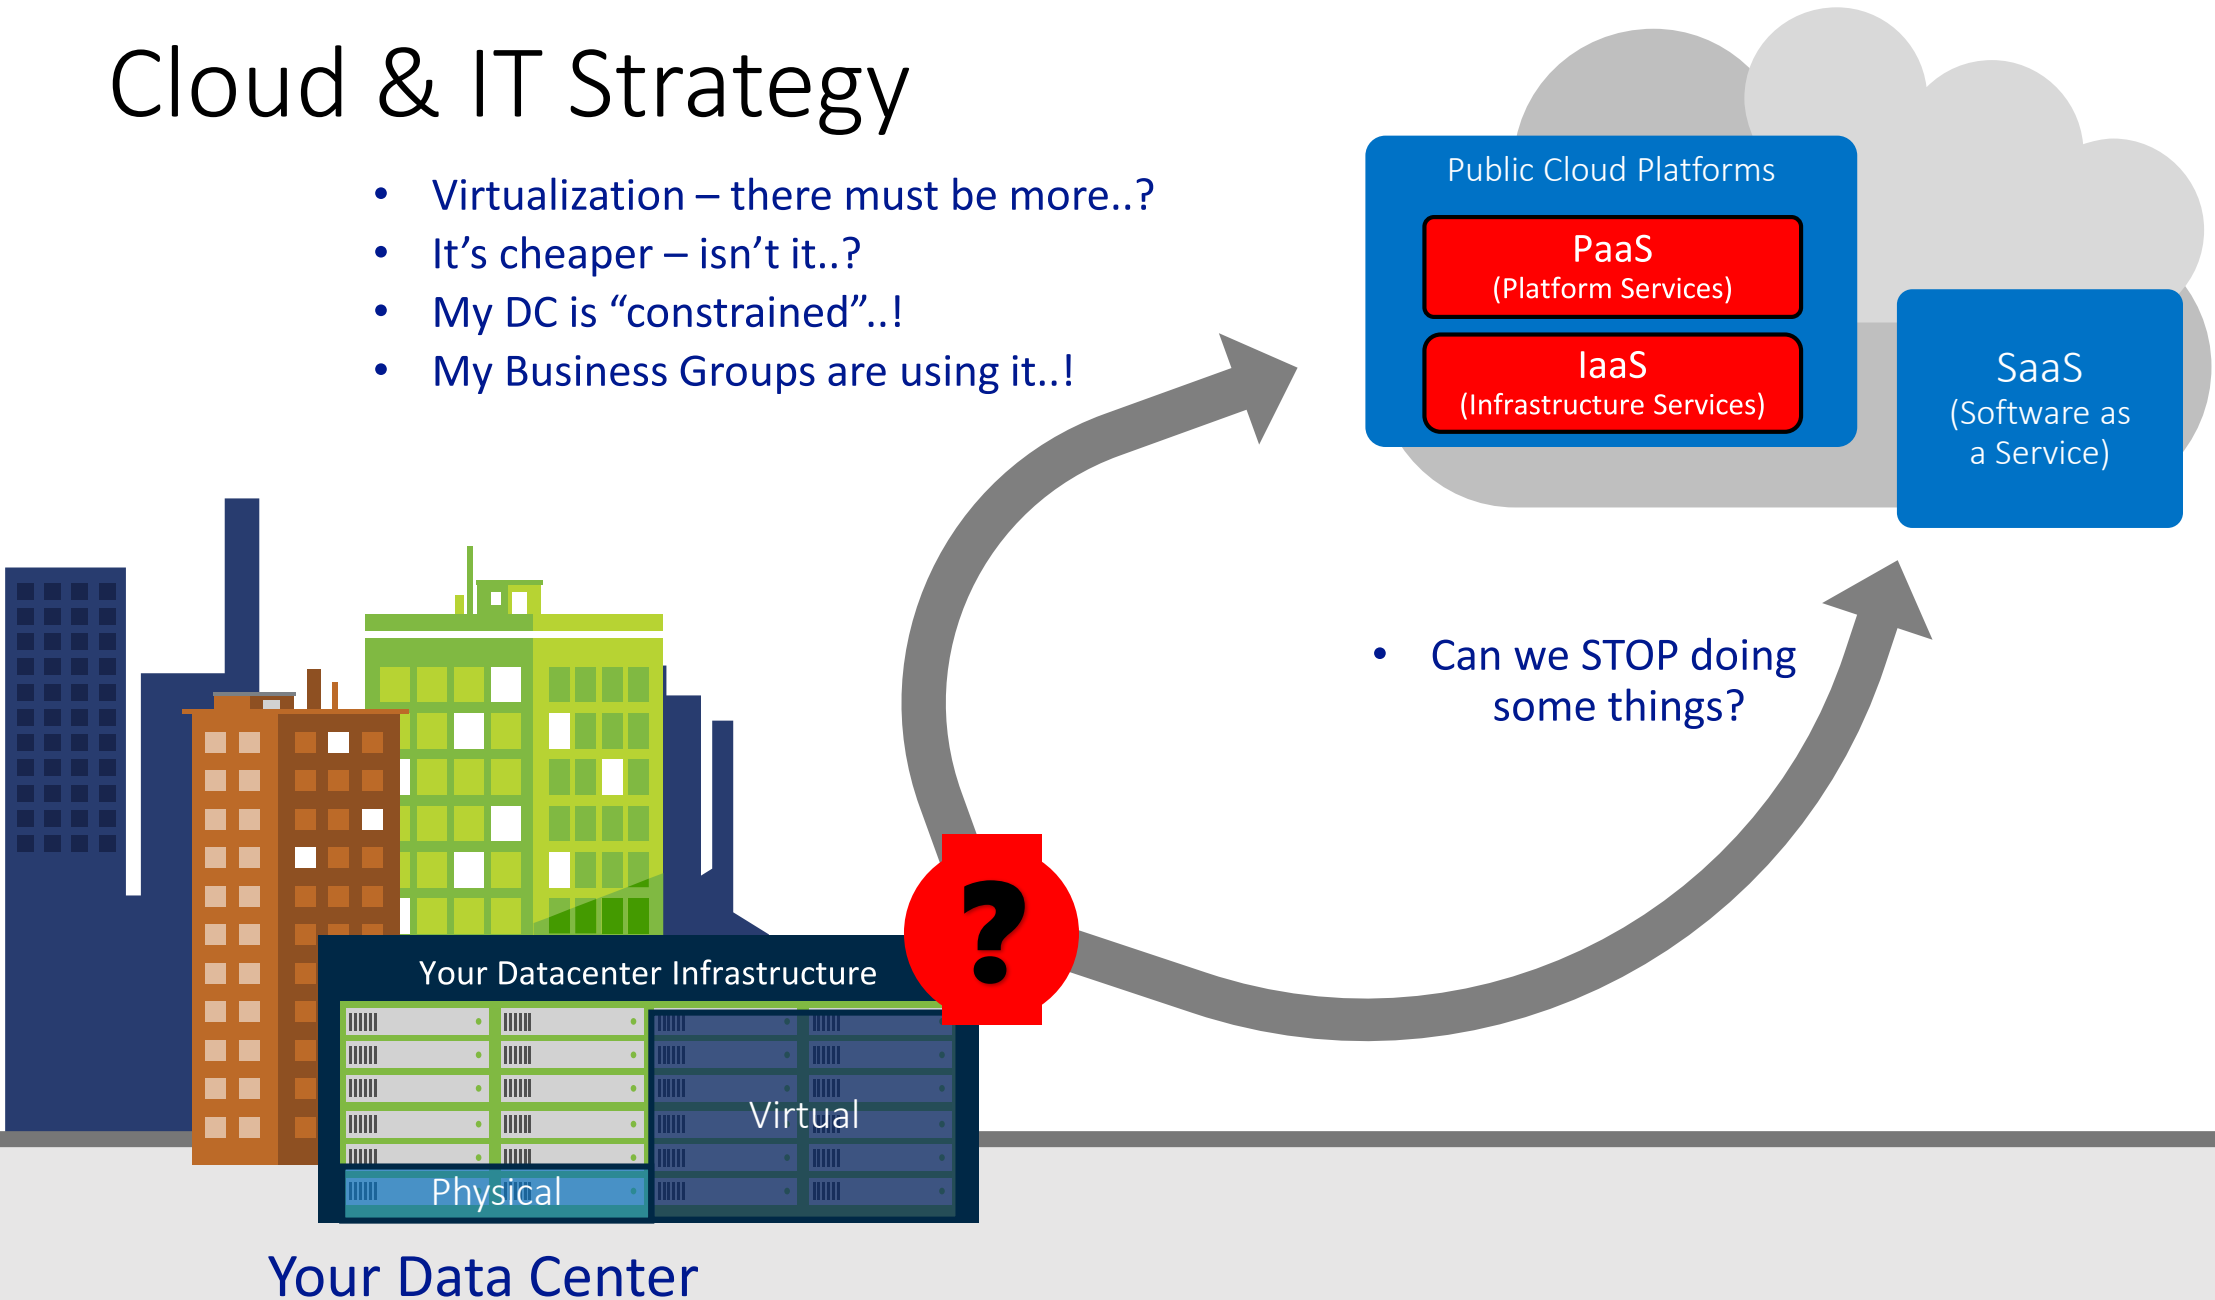 Cloud & IT Strategy
• Virtualization – there must be more..?
• It’s cheaper – isn’t it..?
• My DC is “constrained”..!
• My Business Groups are using it..!
Public Cloud Platforms
PaaS
(Platform Services)
IaaS
(Infrastructure Services)
SaaS
(Software as
a Service)
• Can we STOP doing
some things?
?
Your Datacenter Infrastructure
Virtual
Physical
Your Data Center